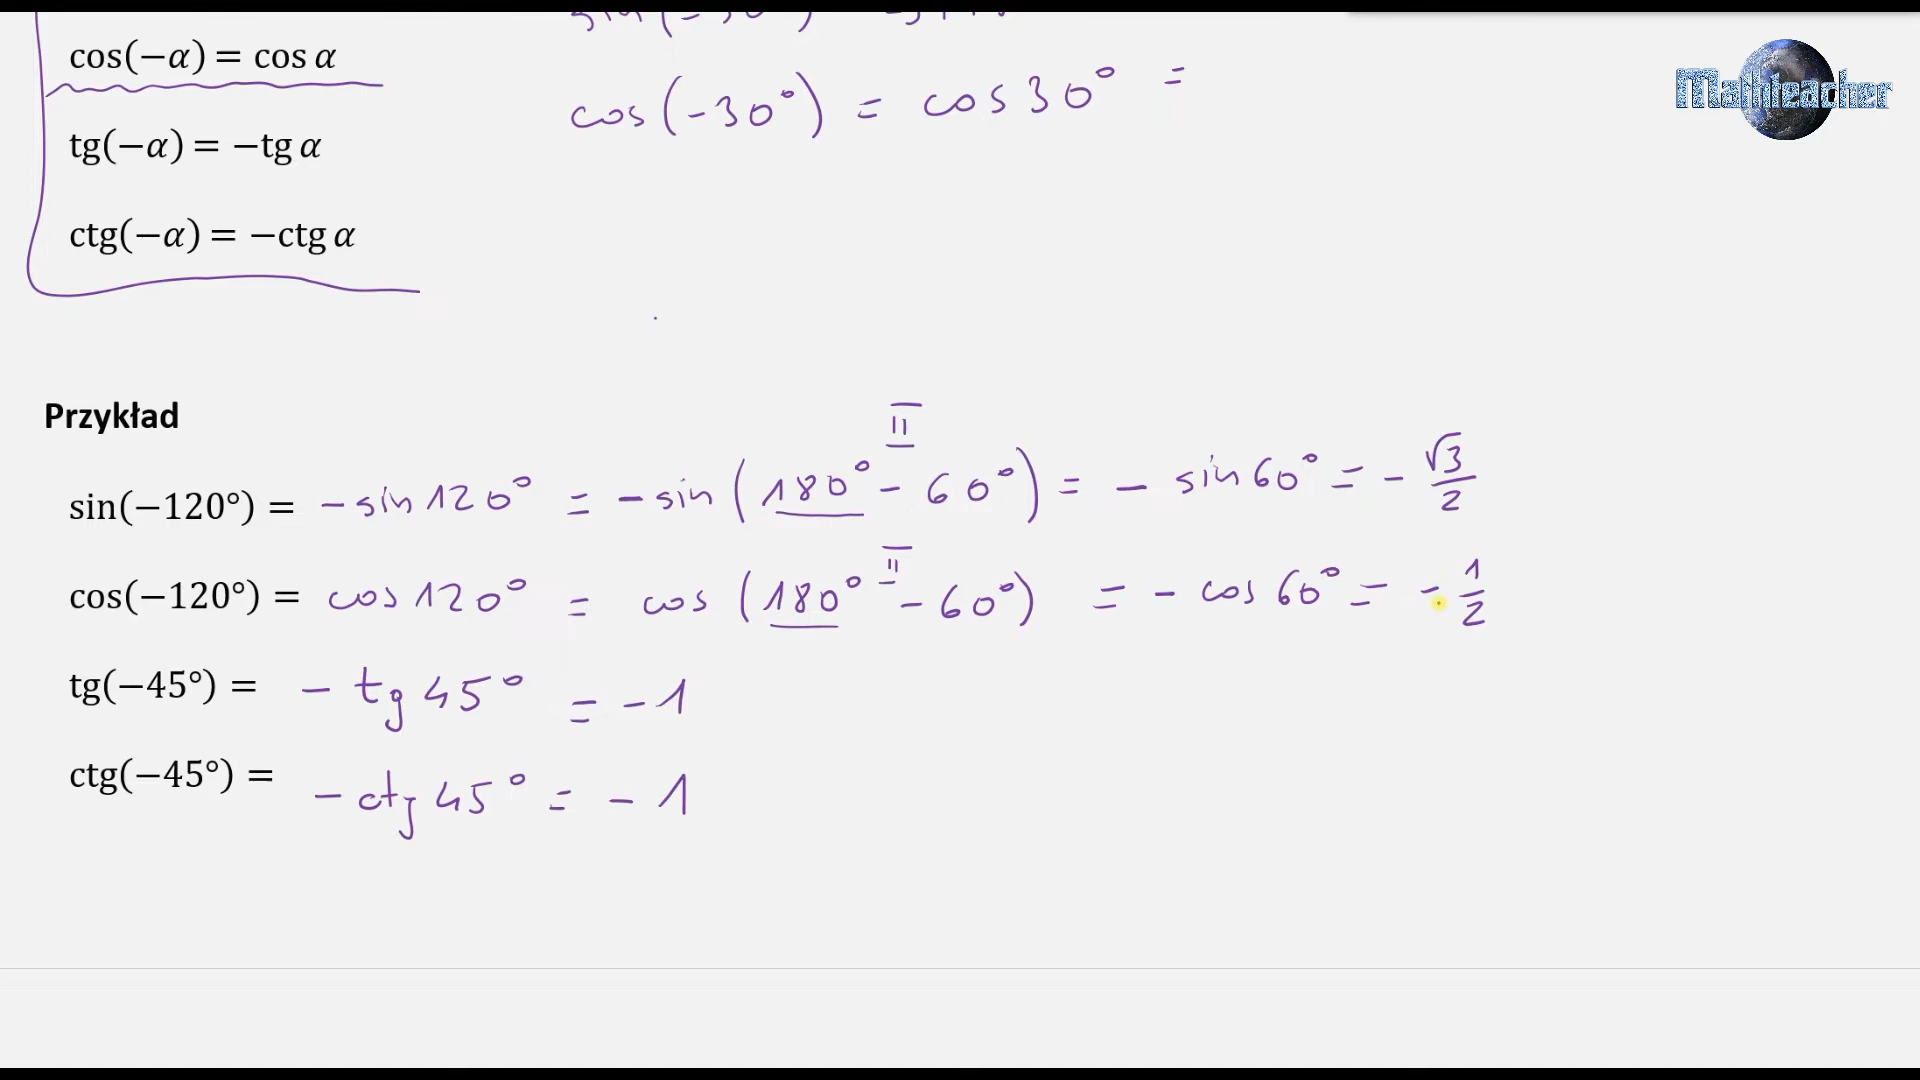 cos(−α) = cos α
cos(-30°) = cos 30° =
tg(−α) = −tg α
ctg(−α) = −ctg α
Mathteacher
Przykład
II
sin(−120°) = - sin 120° = - sin (180° - 60°) = - sin 60° = - √3/2
II
cos(−120°) = cos 120° = cos (180° - 60°) = - cos 60° = - 1/2
tg(−45°) = - tg 45° = - 1
ctg(−45°) = - ctg 45° = - 1